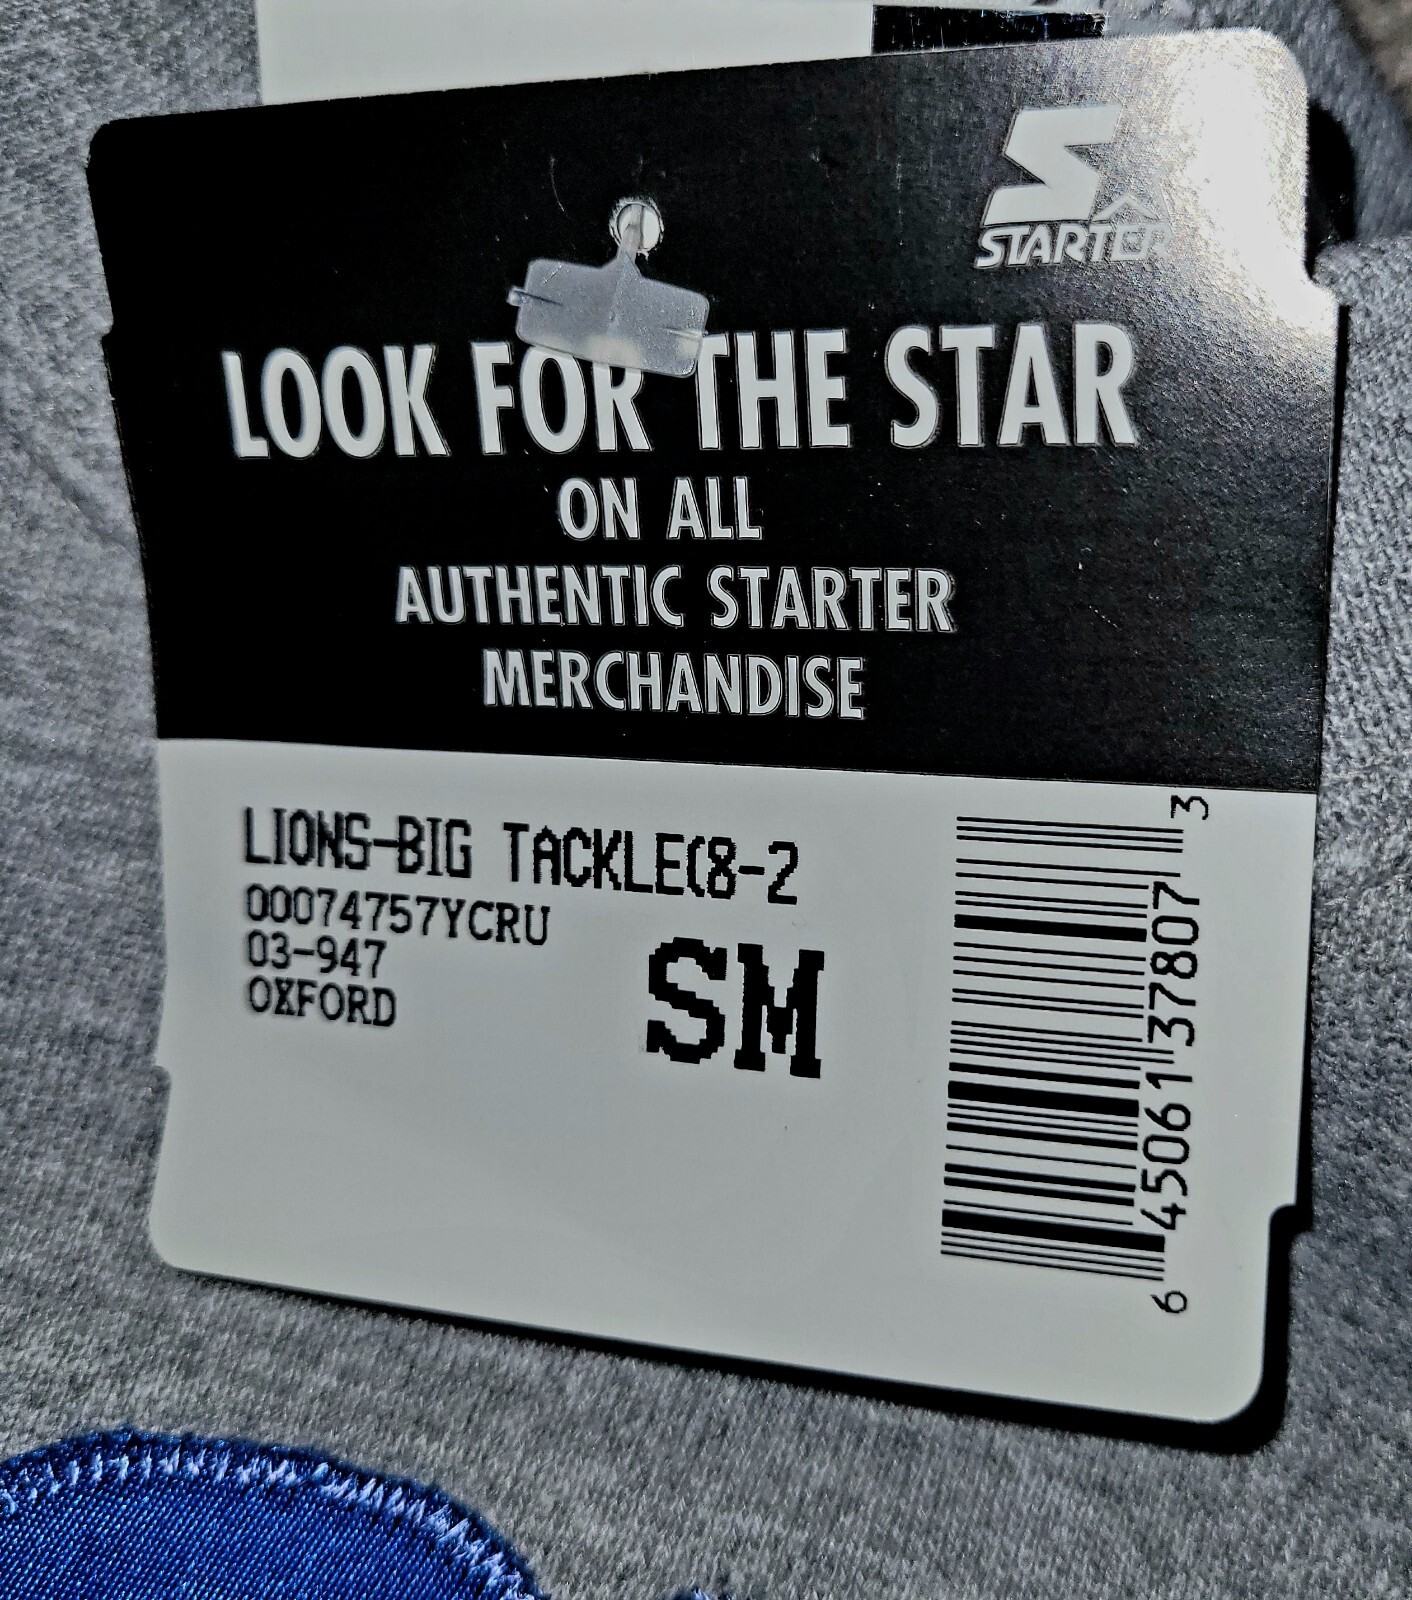 STARTER
LOOK FOR THE STAR
ON ALL
AUTHENTIC STARTER
MERCHANDISE
LIONS-BIG TACKLE(8-2
00074757YCRU
03-947
OXFORD
SM
6 45061 37807 3